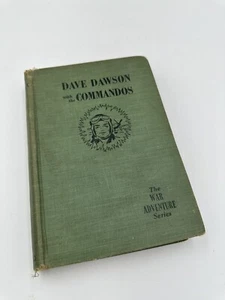 DAVE DAWSON
with the COMMANDOS
The
WAR
ADVENTURE
Series